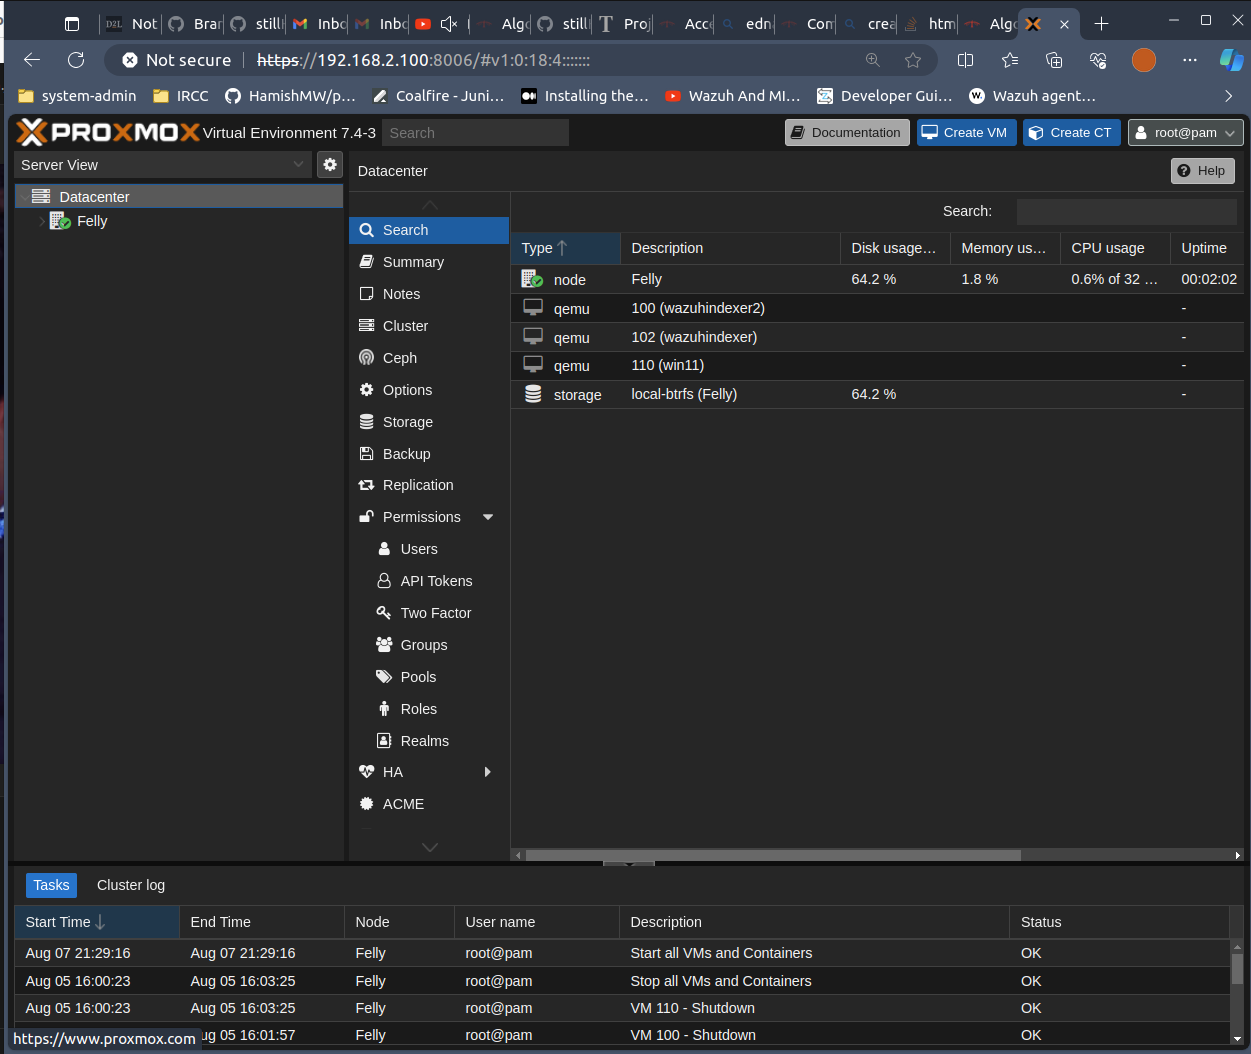 D2L Not Brar still Inbo Inbo Algo still T Proj Acce edn Com crea htm Algo
Not secure https://192.168.2.100:8006/#v1:0:18:4:::::::
system-admin IRCC HamishMW/p... Coalfire - Juni... Installing the... Wazuh And MI... Developer Gui... Wazuh agent...
PROXMOX Virtual Environment 7.4-3 Search Documentation Create VM Create CT root@pam
Server View
Datacenter
Felly
Datacenter Help
Search
Summary
Notes
Cluster
Ceph
Options
Storage
Backup
Replication
Permissions
Users
API Tokens
Two Factor
Groups
Pools
Roles
Realms
HA
ACME
Search:
Type Description Disk usage... Memory us... CPU usage Uptime
node Felly 64.2 % 1.8 % 0.6% of 32 ... 00:02:02
qemu 100 (wazuhindexer2) -
qemu 102 (wazuhindexer) -
qemu 110 (win11) -
storage local-btrfs (Felly) 64.2 % -
Tasks Cluster log
Start Time End Time Node User name Description Status
Aug 07 21:29:16 Aug 07 21:29:16 Felly root@pam Start all VMs and Containers OK
Aug 05 16:00:23 Aug 05 16:03:25 Felly root@pam Stop all VMs and Containers OK
Aug 05 16:00:23 Aug 05 16:03:25 Felly root@pam VM 110 - Shutdown OK
ug 05 16:01:57 Felly root@pam VM 100 - Shutdown OK
https://www.proxmox.com